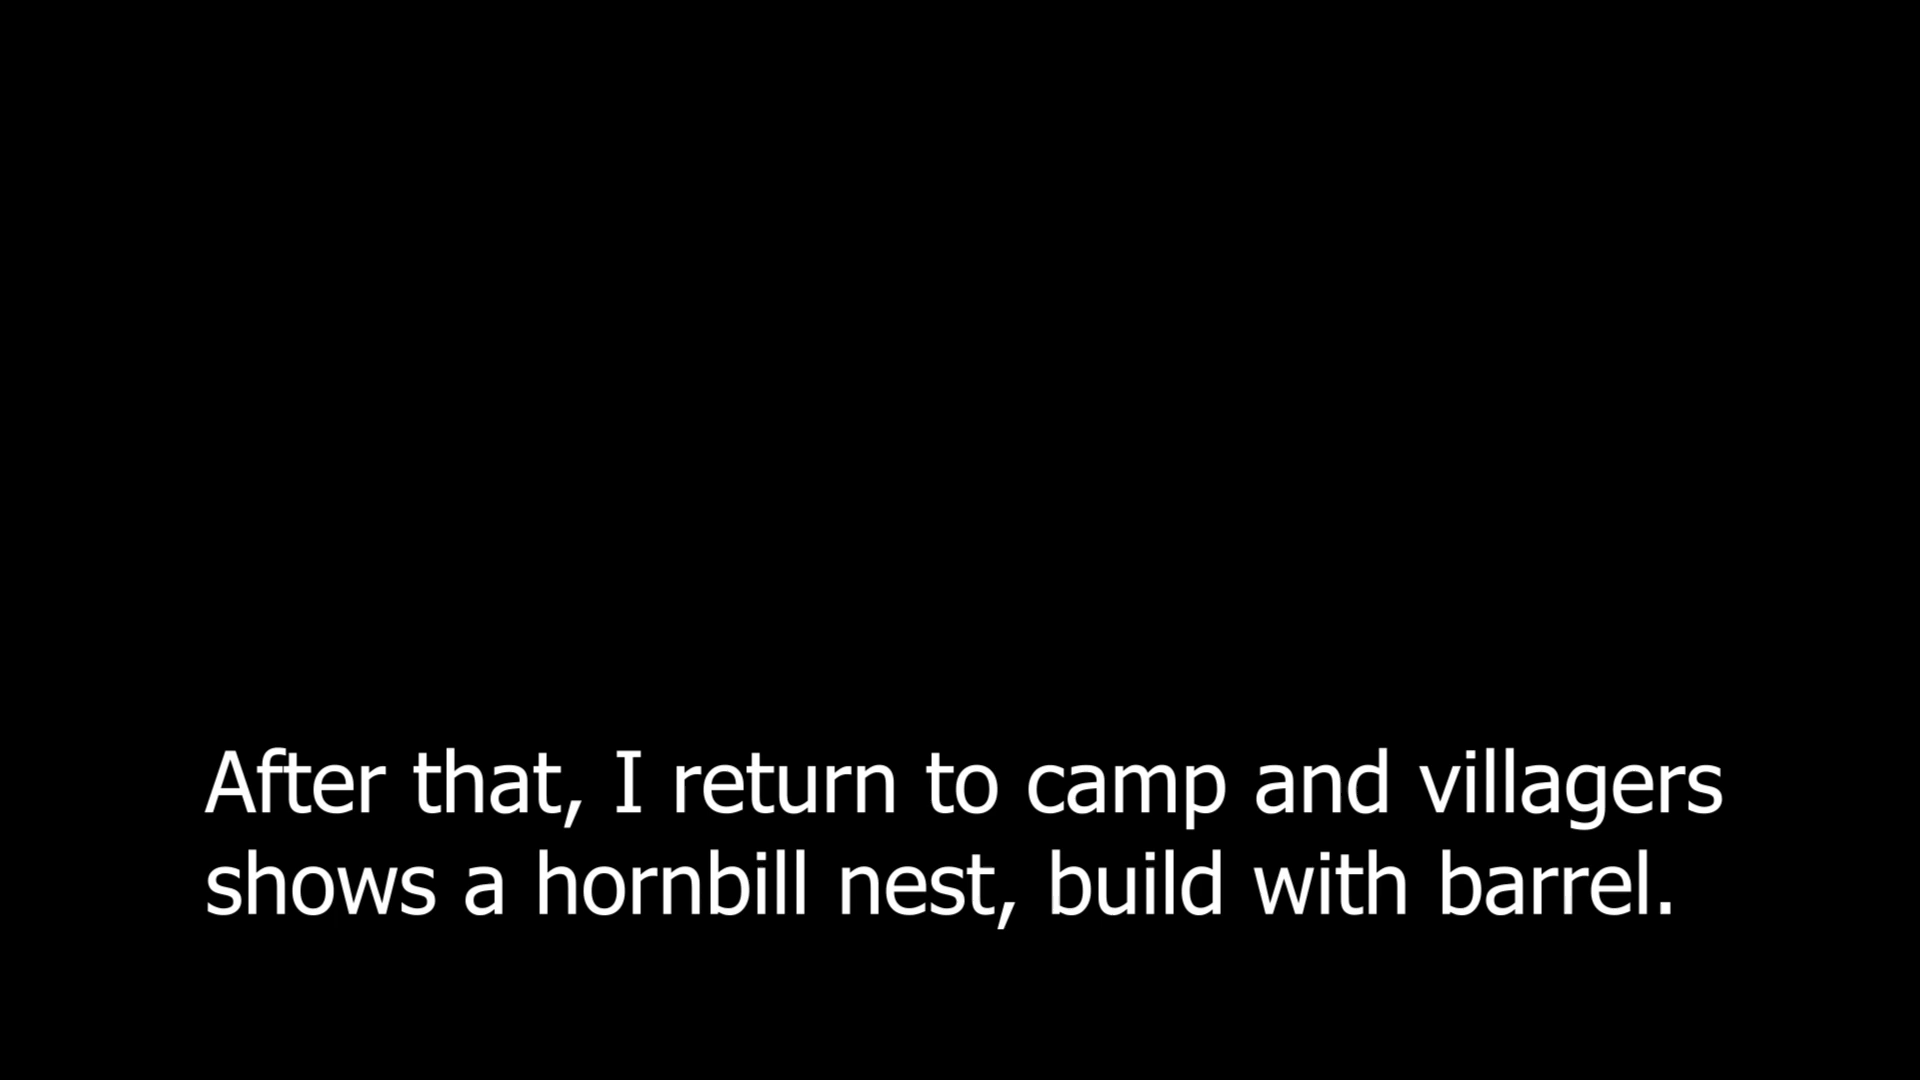 After that, I return to camp and villagers
shows a hornbill nest, build with barrel.